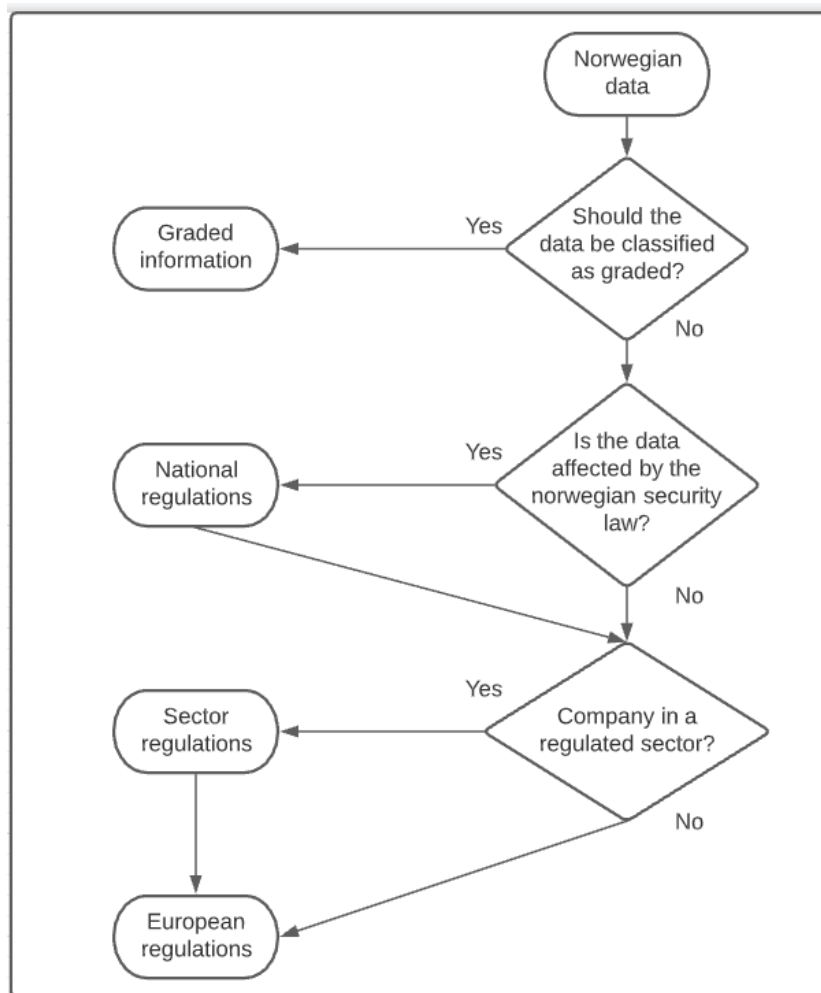 Norwegian
data
Should the
data be classified
as graded?
Yes
Graded
information
No
Is the data
affected by the
norwegian security
law?
Yes
National
regulations
No
Company in a
regulated sector?
Yes
Sector
regulations
No
European
regulations